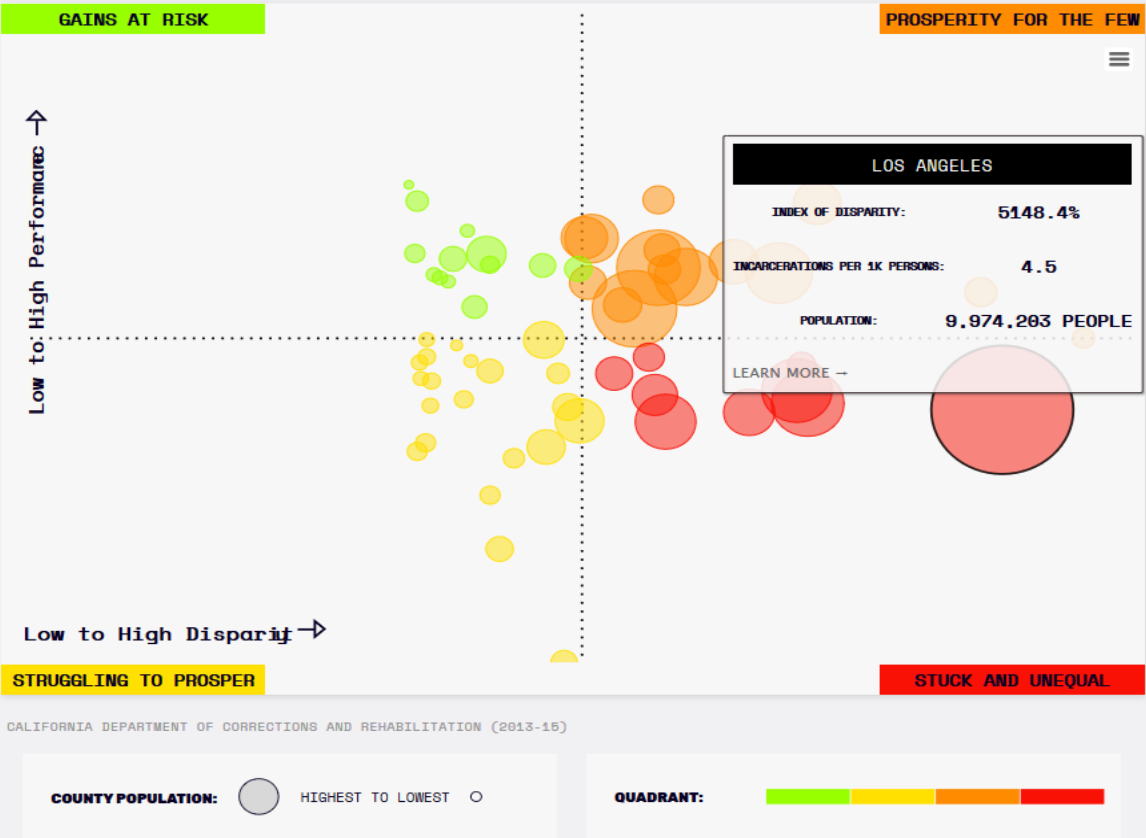 GAINS AT RISK
PROSPERITY FOR THE FEW
Low to High Performance
LOS ANGELES
INDEX OF DISPARITY: 5148.4%
INCARCERATIONS PER 1K PERSONS: 4.5
POPULATION: 9.974.203 PEOPLE
LEARN MORE →
Low to High Disparity
STRUGGLING TO PROSPER
STUCK AND UNEQUAL
CALIFORNIA DEPARTMENT OF CORRECTIONS AND REHABILITATION (2013-15)
COUNTY POPULATION: HIGHEST TO LOWEST
QUADRANT: